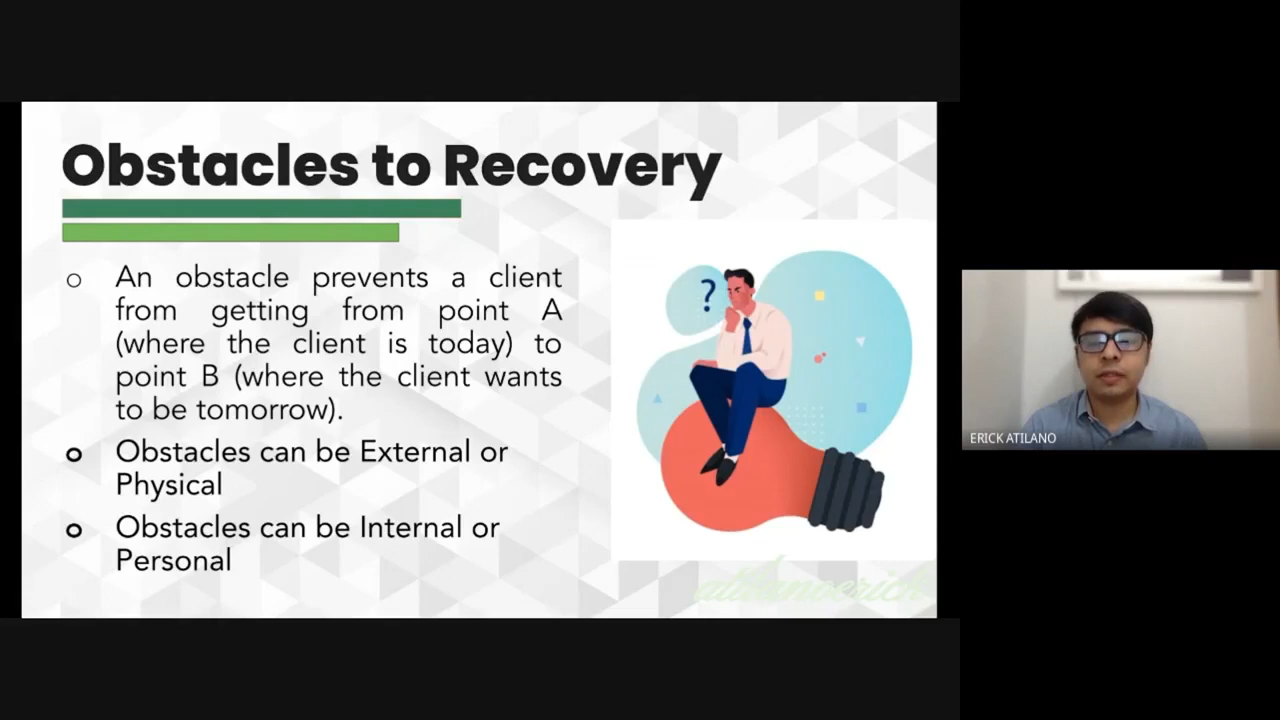 Obstacles to Recovery
o An obstacle prevents a client
from getting from point A
(where the client is today) to
point B (where the client wants
to be tomorrow).
o Obstacles can be External or
Physical
o Obstacles can be Internal or
Personal
?
atilanoerick
ERICK ATILANO